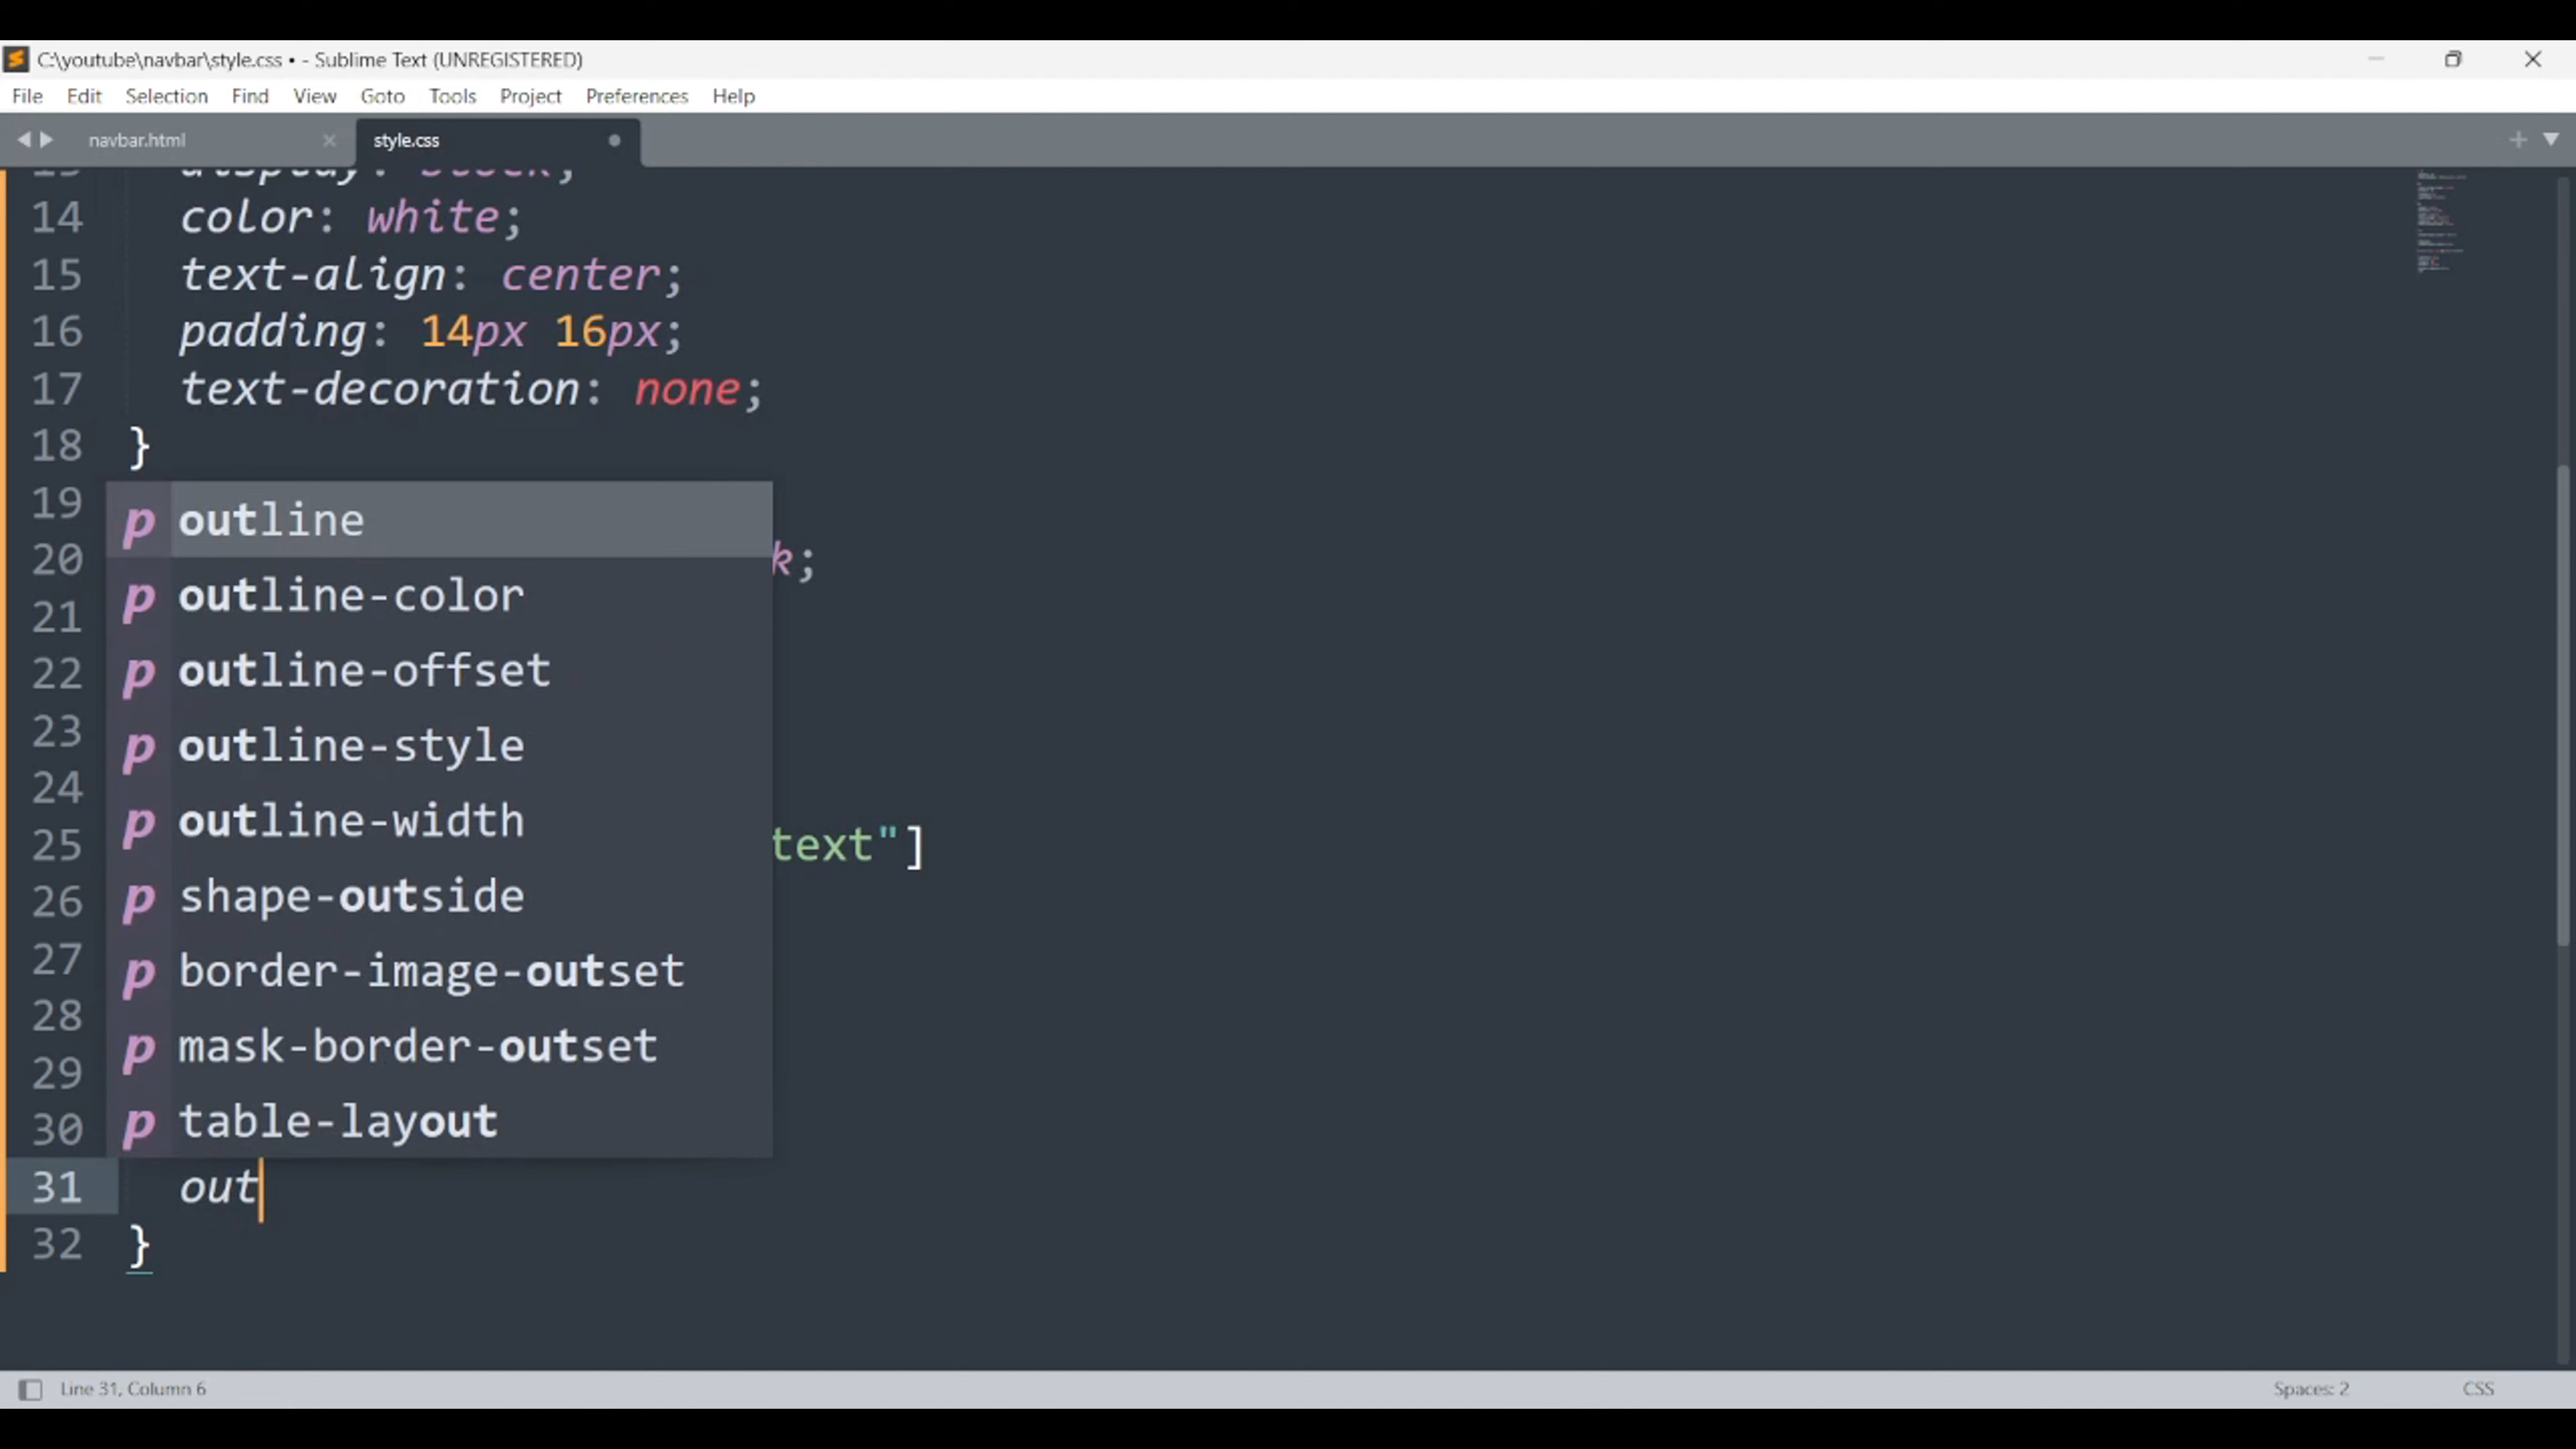 C:\youtube\navbar\style.css • - Sublime Text (UNREGISTERED)
File Edit Selection Find View Goto Tools Project Preferences Help
navbar.html style.css
14 color: white;
15 text-align: center;
16 padding: 14px 16px;
17 text-decoration: none;
18 }
19 p outline
20 k;
p outline-color
21
22 p outline-offset
23 p outline-style
24 p outline-width
25 text"]
26 p shape-outside
27 p border-image-outset
28
29 p mask-border-outset
30 p table-layout
31 out
32 }
Line 31, Column 6 Spaces: 2 CSS